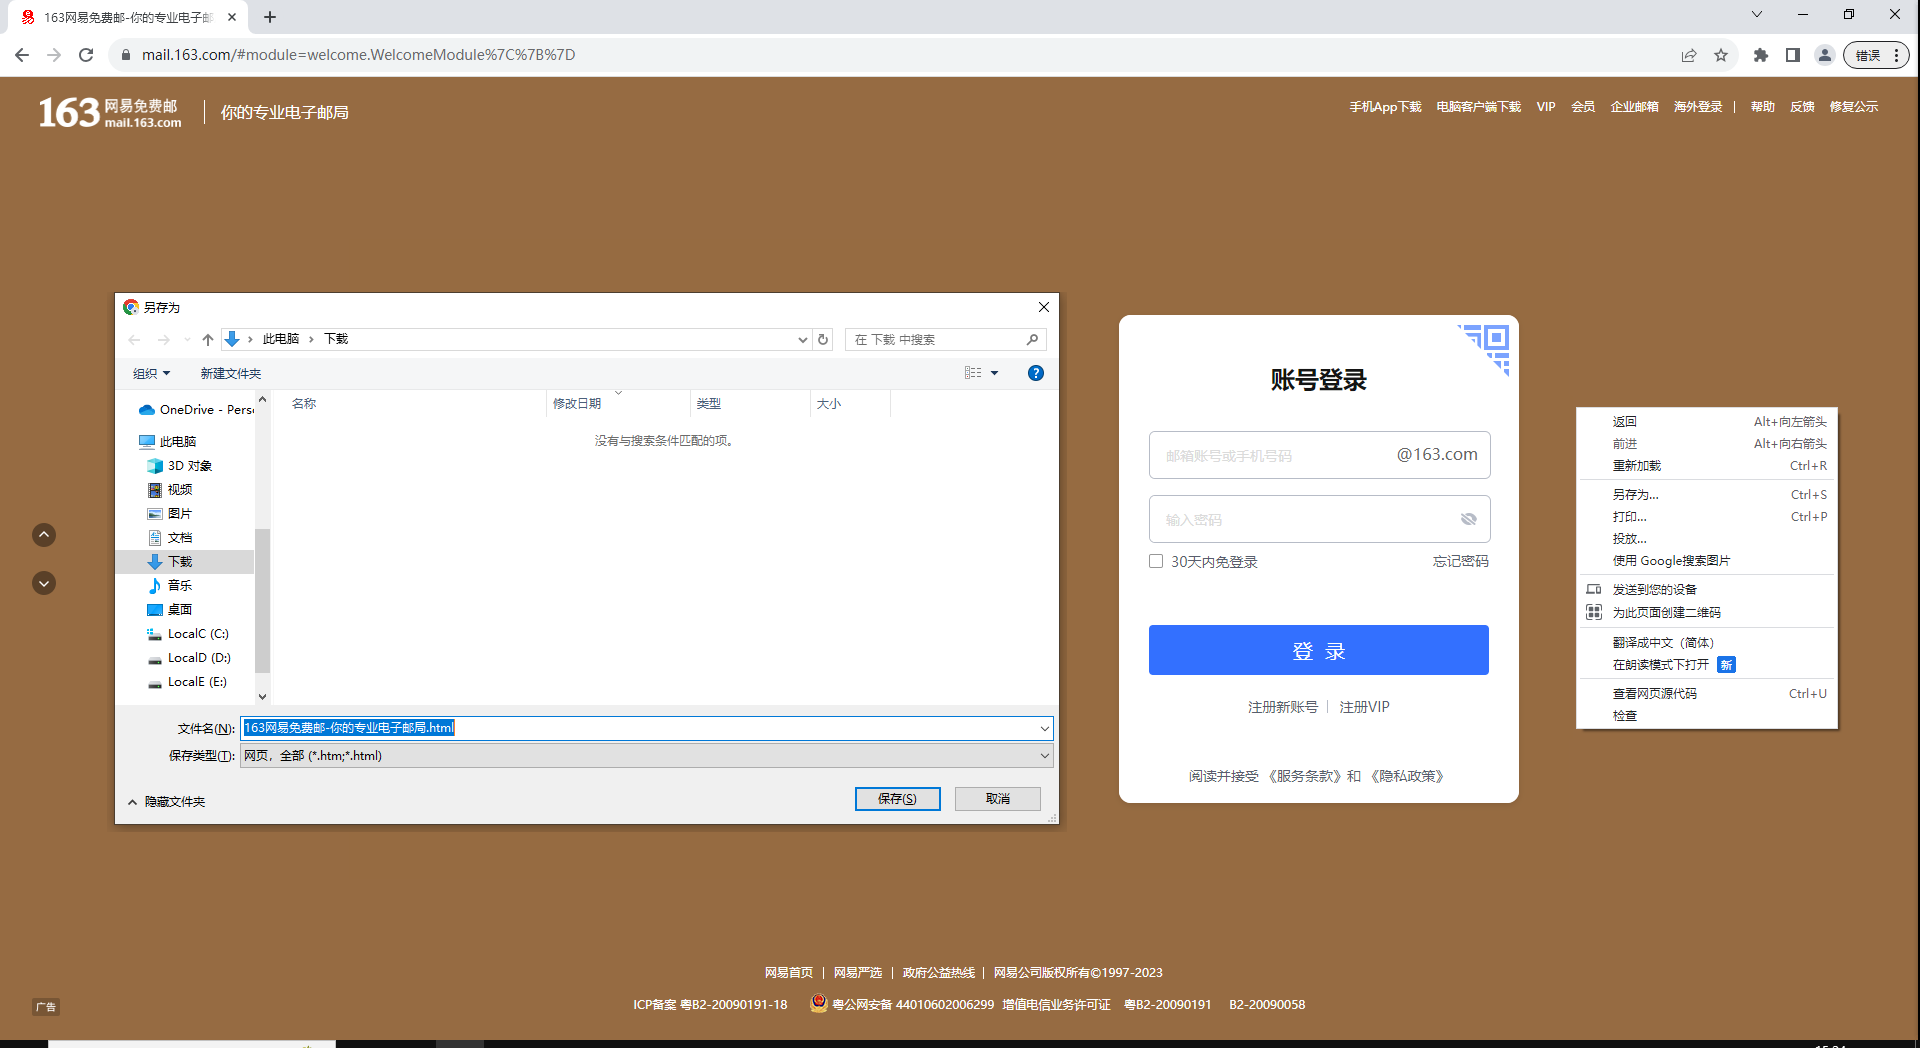 163网易免费邮-你的专业电子邮
mail.163.com/#module=welcome.WelcomeModule%7C%7B%7D
错误
163 网易免费邮 mail.163.com
你的专业电子邮局
手机App下载 电脑客户端下载 VIP 会员 企业邮箱 海外登录 | 帮助 反馈 修复公示
另存为
此电脑 › 下载
在 下载 中搜索
组织 新建文件夹
名称 修改日期 类型 大小
没有与搜索条件匹配的项。
OneDrive - Pers
此电脑
3D 对象
视频
图片
文档
下载
音乐
桌面
LocalC (C:)
LocalD (D:)
LocalE (E:)
文件名(N): 163网易免费邮-你的专业电子邮局.html
保存类型(T): 网页，全部 (*.htm;*.html)
隐藏文件夹
保存(S) 取消
账号登录
邮箱账号或手机号码 @163.com
输入密码
30天内免登录 忘记密码
登 录
注册新账号 | 注册VIP
阅读并接受《服务条款》和《隐私政策》
返回 Alt+向左箭头
前进 Alt+向右箭头
重新加载 Ctrl+R
另存为... Ctrl+S
打印... Ctrl+P
投放...
使用 Google搜索图片
发送到您的设备
为此页面创建二维码
翻译成中文（简体）
在朗读模式下打开 新
查看网页源代码 Ctrl+U
检查
网易首页 | 网易严选 | 政府公益热线 | 网易公司版权所有©1997-2023
ICP备案 粤B2-20090191-18 粤公网安备 44010602006299 增值电信业务许可证 粤B2-20090191 B2-20090058
广告